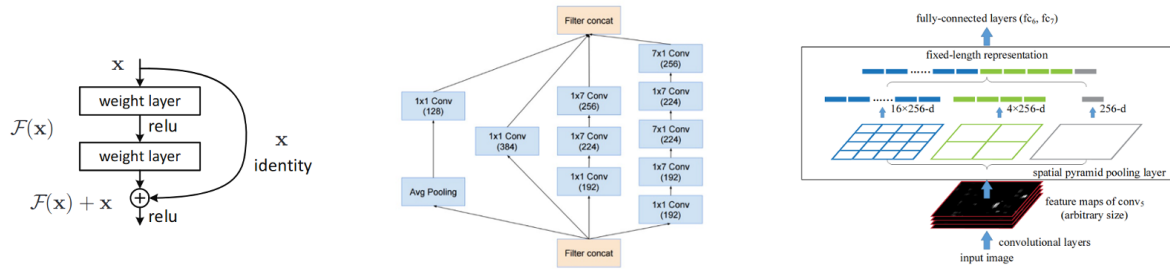 x
weight layer
F(x)
relu
x
weight layer
identity
F(x) + x
relu
Filter concat
7x1 Conv
(256)
1x1 Conv
(128)
1x7 Conv
(256)
1x7 Conv
(224)
1x1 Conv
(384)
1x7 Conv
(224)
7x1 Conv
(224)
Avg Pooling
1x1 Conv
(192)
1x7 Conv
(192)
1x1 Conv
(192)
Filter concat
fully-connected layers (fc₆, fc₇)
fixed-length representation
......
......
16×256-d
4×256-d
256-d
spatial pyramid pooling layer
feature maps of conv₅
(arbitrary size)
convolutional layers
input image